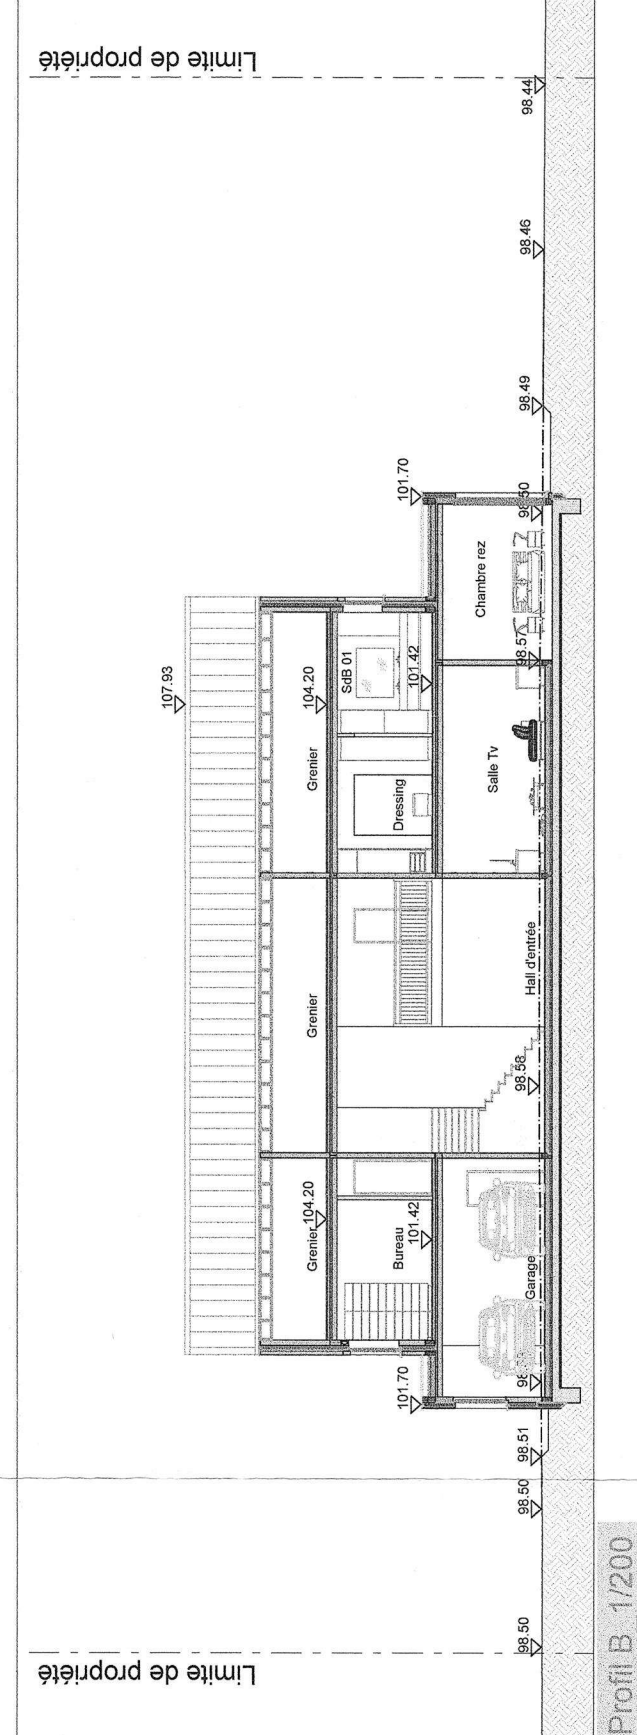 Limite de propriété
Limite de propriété
107.93
104.20
104.20
Grenier
Grenier
Grenier
101.70
101.70
Bureau
101.42
Dressing
SdB 01
101.42
Garage
98.58
Hall d'entrée
Salle Tv
98.57
Chambre rez
98.50
98.50
98.50
98.51
98.49
98.46
98.44
Profil B 1/200